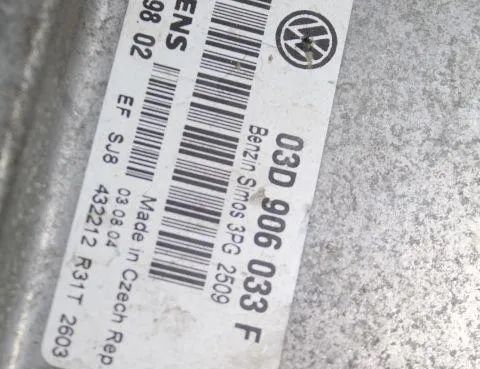 03D 906 033 F
Benzin Simos 3PG 2509
98.02
EF SJ8
Made in Czech Rep
03.08.04
432212 R31T 2603